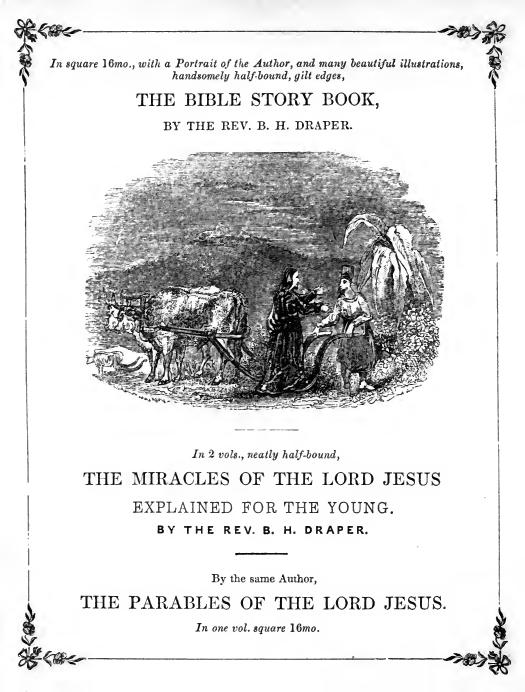 In square 16mo., with a Portrait of the Author, and many beautiful illustrations,
handsomely half-bound, gilt edges,
THE BIBLE STORY BOOK,
BY THE REV. B. H. DRAPER.
In 2 vols., neatly half-bound,
THE MIRACLES OF THE LORD JESUS
EXPLAINED FOR THE YOUNG.
BY THE REV. B. H. DRAPER.
By the same Author,
THE PARABLES OF THE LORD JESUS.
In one vol. square 16mo.